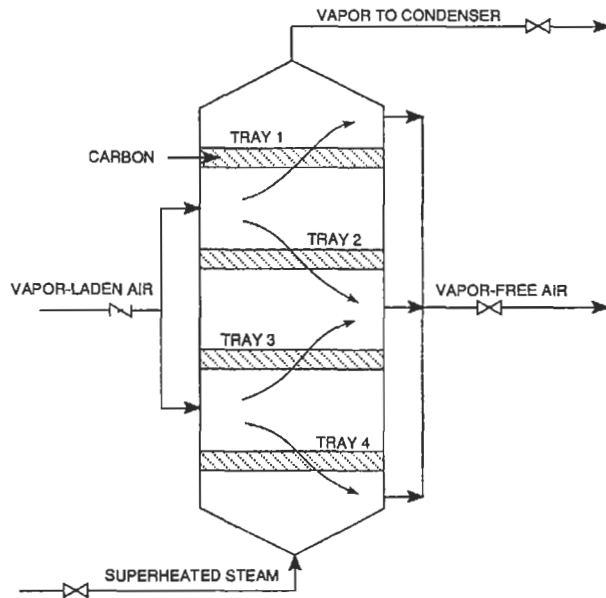 VAPOR TO CONDENSER
TRAY 1
CARBON
TRAY 2
VAPOR-LADEN AIR
VAPOR-FREE AIR
TRAY 3
TRAY 4
SUPERHEATED STEAM